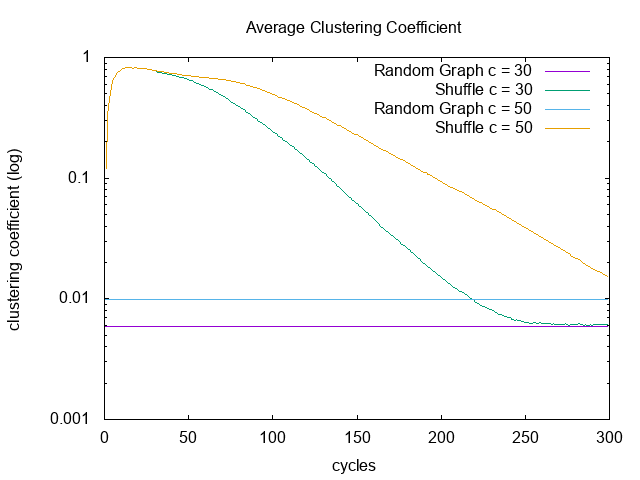 Average Clustering Coefficient
1
Random Graph c = 30
Shuffle c = 30
Random Graph c = 50
Shuffle c = 50
0.1
clustering coefficient (log)
0.01
0.001
0 50 100 150 200 250 300
cycles